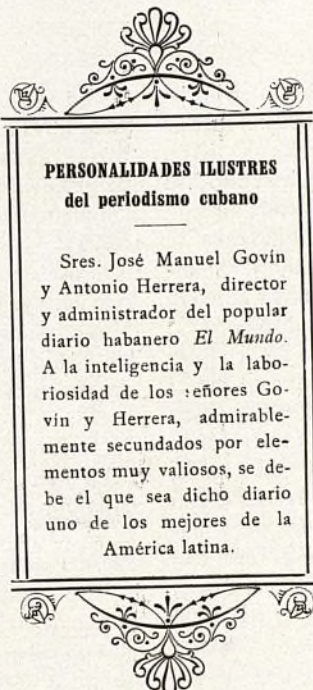 PERSONALIDADES ILUSTRES
del periodismo cubano
Sres. José Manuel Govín
y Antonio Herrera, director
y administrador del popular
diario habanero El Mundo.
A la inteligencia y la labo-
riosidad de los señores Go-
vín y Herrera, admirable-
mente secundados por ele-
mentos muy valiosos, se de-
be el que sea dicho diario
uno de los mejores de la
América latina.